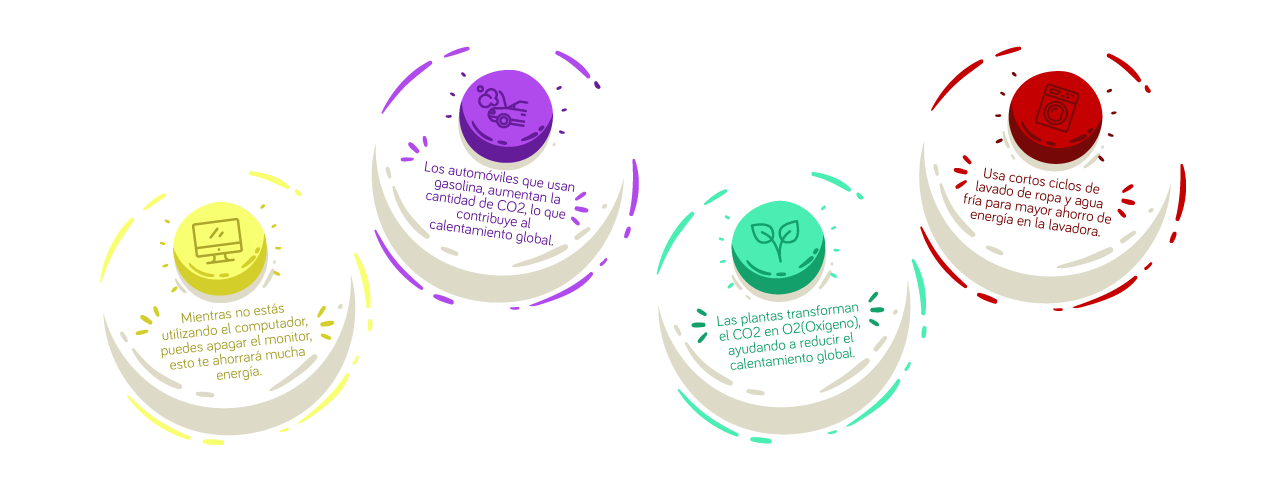 Mientras no estás
utilizando el computador,
puedes apagar el monitor,
esto te ahorrará mucha
energía.
Los automóviles que usan
gasolina, aumentan la
cantidad de CO2, lo que
contribuye al
calentamiento global.
Las plantas transforman
el CO2 en O2(Oxígeno),
ayudando a reducir el
calentamiento global.
Usa cortos ciclos de
lavado de ropa y agua
fría para mayor ahorro de
energía en la lavadora.